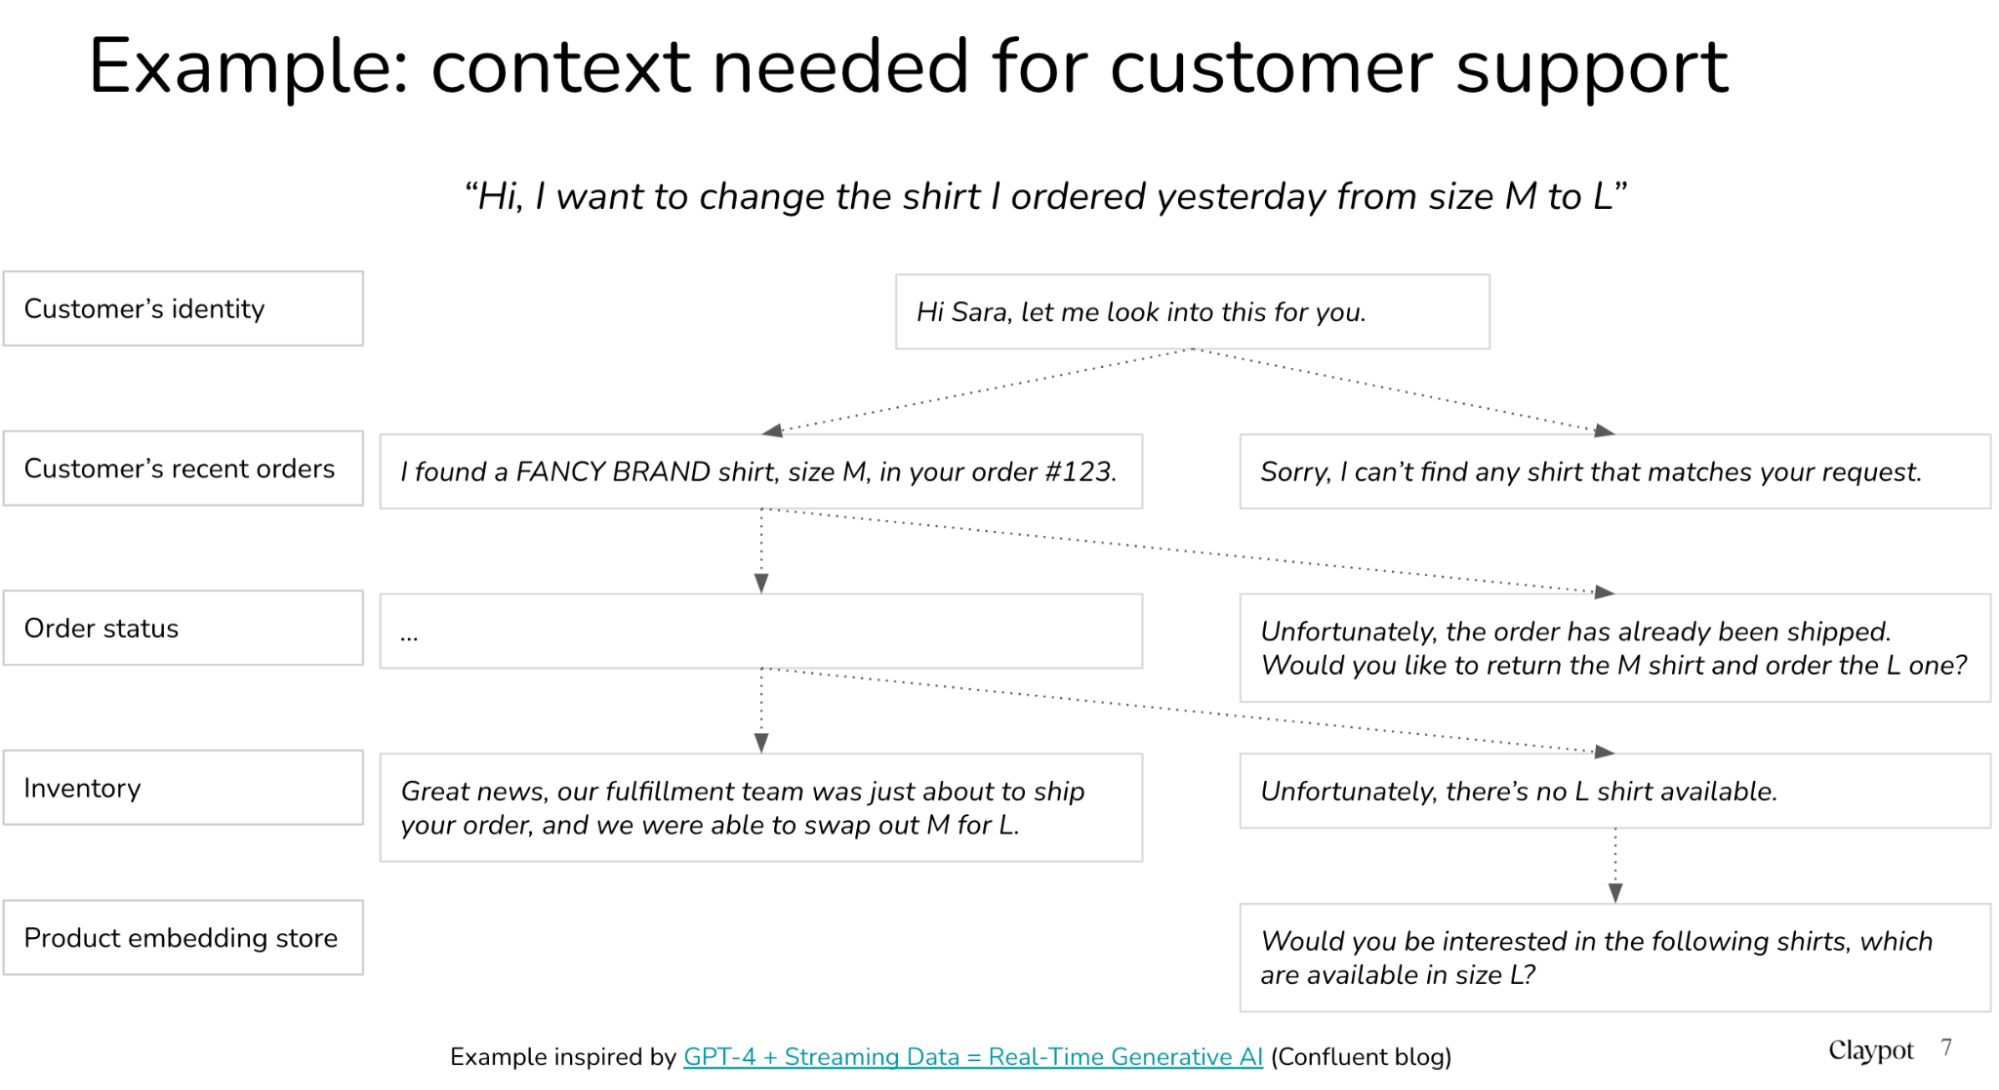 Example: context needed for customer support
“Hi, I want to change the shirt I ordered yesterday from size M to L”
Customer’s identity
Hi Sara, let me look into this for you.
Customer’s recent orders
I found a FANCY BRAND shirt, size M, in your order #123.
Sorry, I can’t find any shirt that matches your request.
Order status
...
Unfortunately, the order has already been shipped.
Would you like to return the M shirt and order the L one?
Inventory
Great news, our fulfillment team was just about to ship
your order, and we were able to swap out M for L.
Unfortunately, there’s no L shirt available.
Product embedding store
Would you be interested in the following shirts, which
are available in size L?
Example inspired by GPT-4 + Streaming Data = Real-Time Generative AI (Confluent blog)
Claypot 7